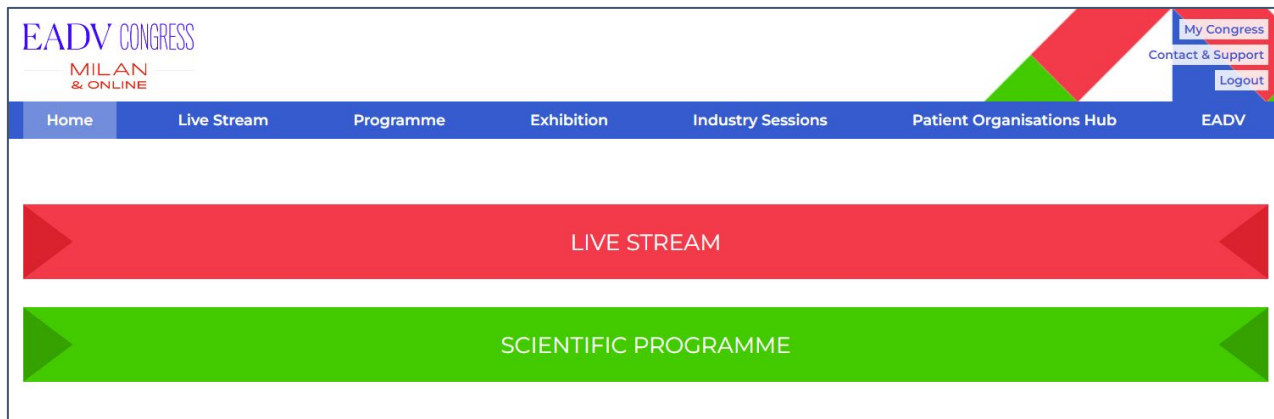 EADV CONGRESS
MILAN
& ONLINE
My Congress
Contact & Support
Logout
Home Live Stream Programme Exhibition Industry Sessions Patient Organisations Hub EADV
LIVE STREAM
SCIENTIFIC PROGRAMME